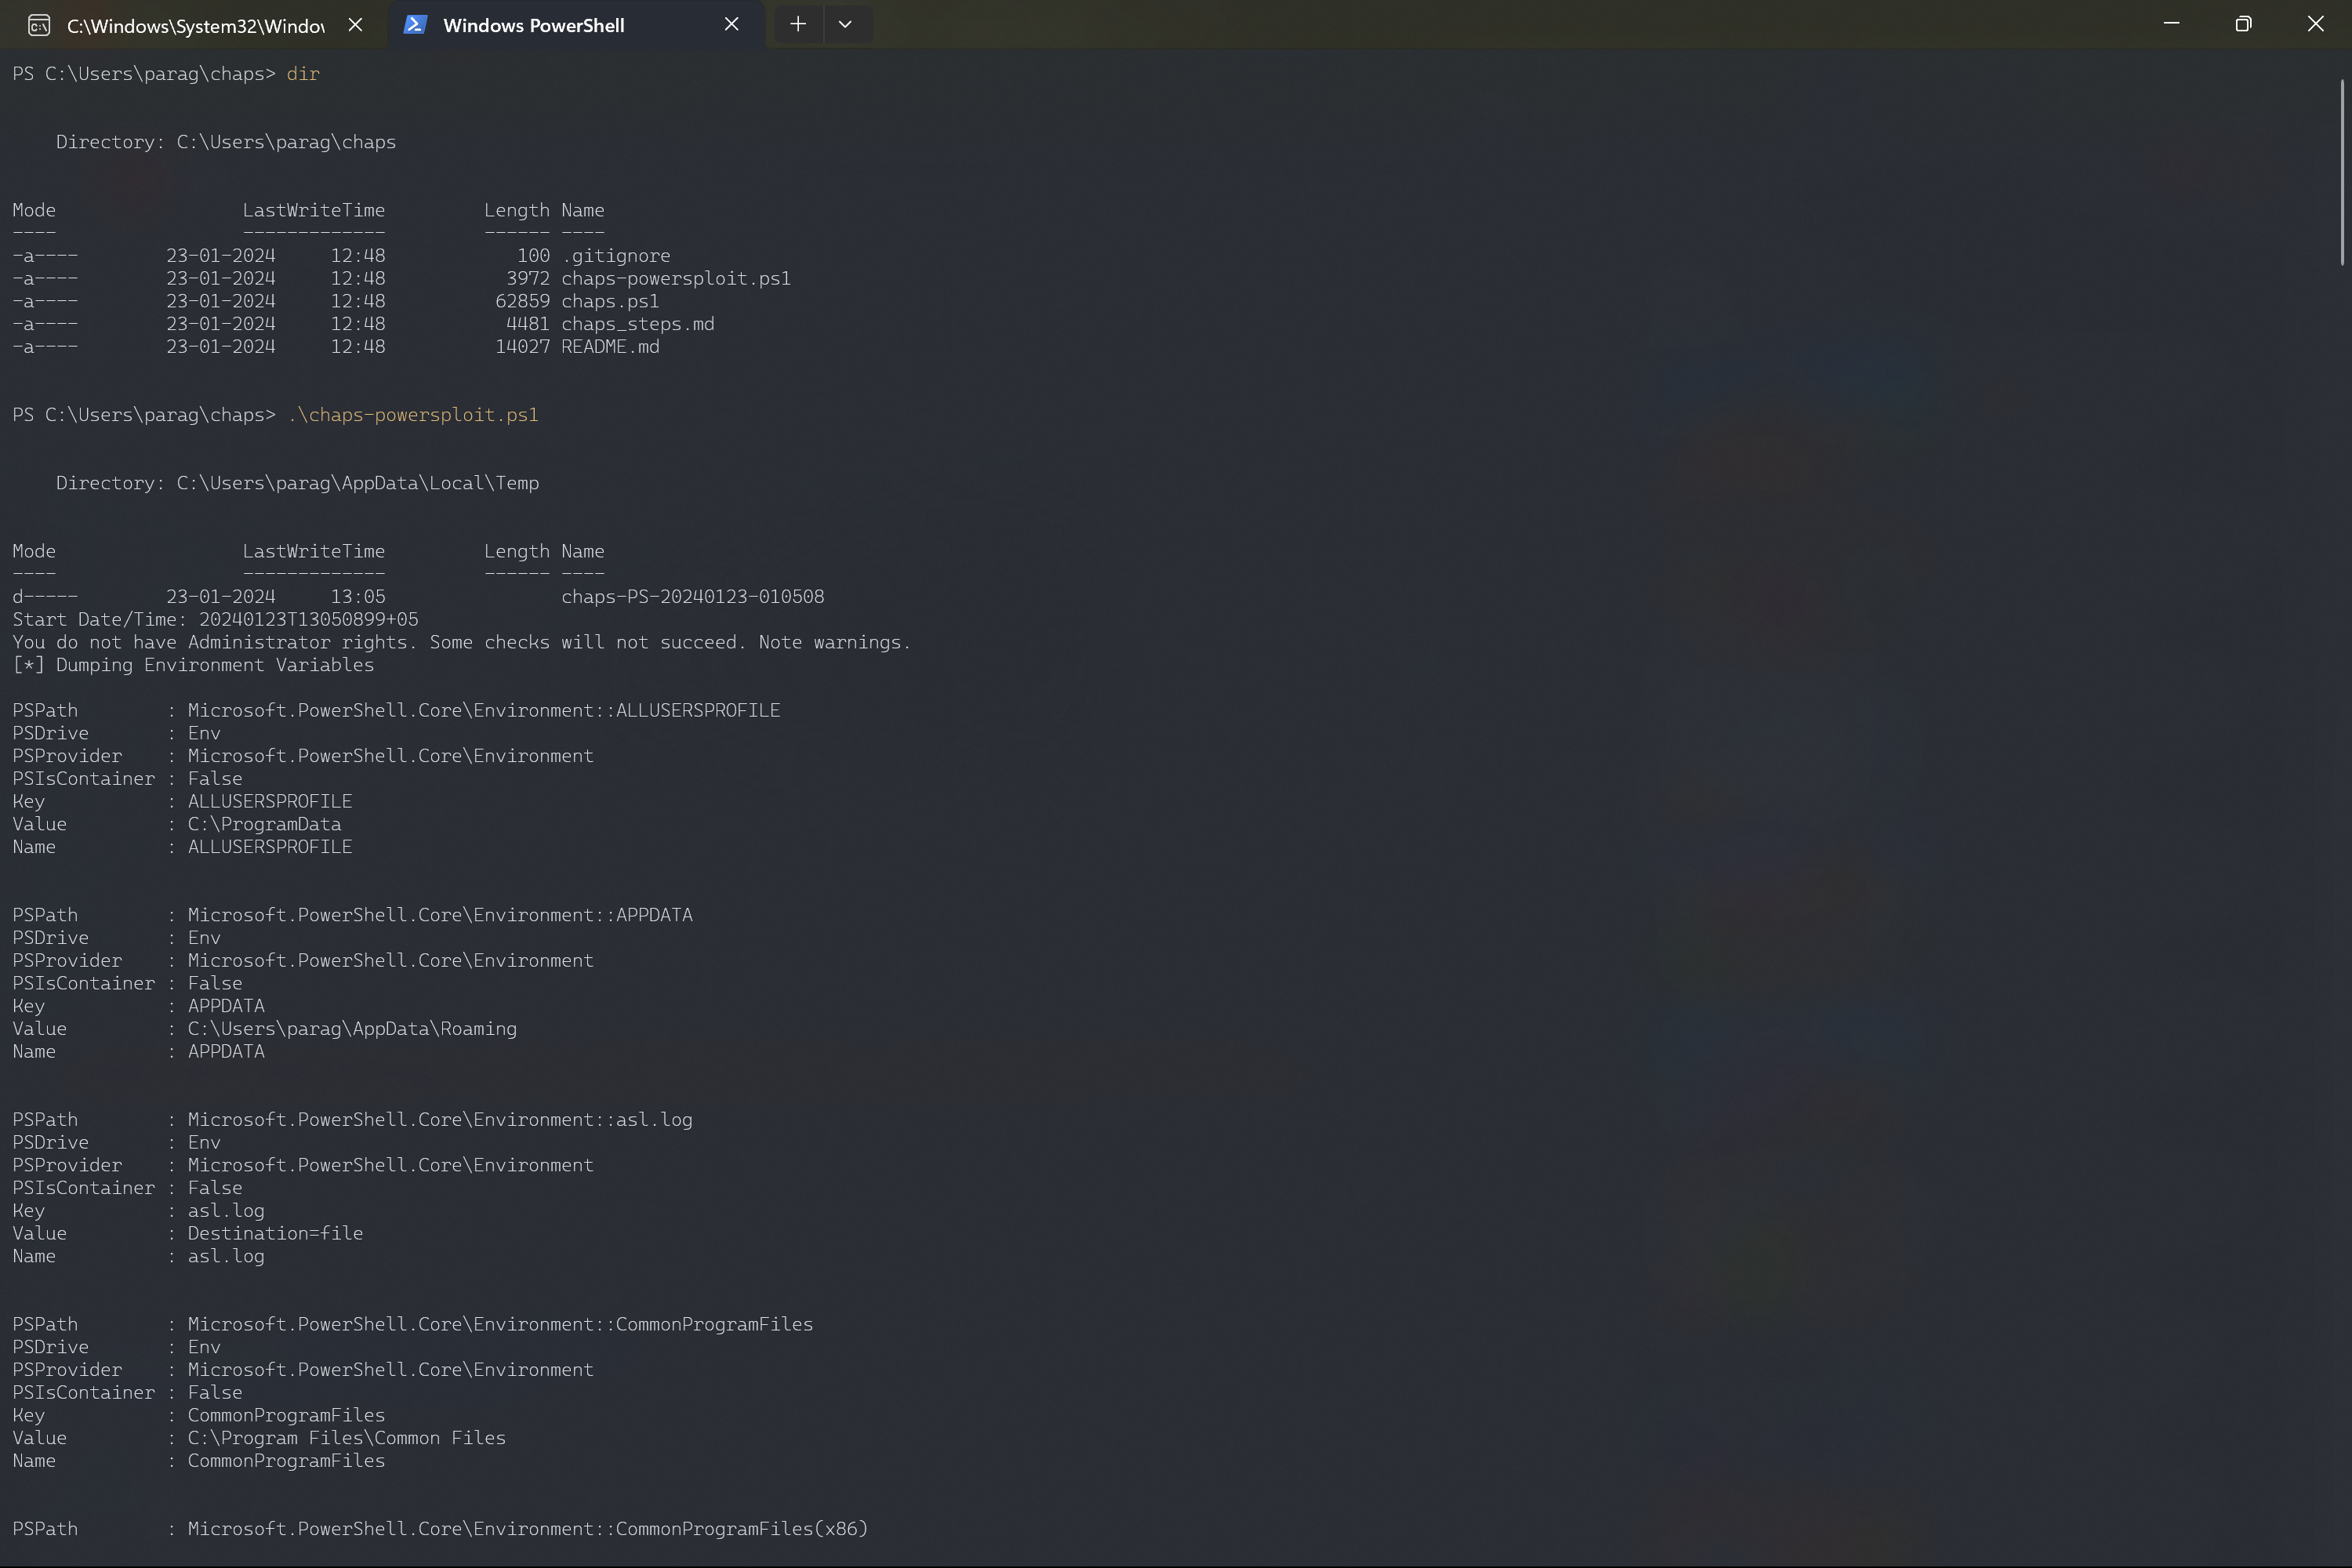 C:\Windows\System32\Windov
Windows PowerShell
PS C:\Users\parag\chaps> dir
    Directory: C:\Users\parag\chaps
Mode                 LastWriteTime         Length Name
----                 -------------         ------ ----
-a----        23-01-2024     12:48            100 .gitignore
-a----        23-01-2024     12:48           3972 chaps-powersploit.ps1
-a----        23-01-2024     12:48          62859 chaps.ps1
-a----        23-01-2024     12:48           4481 chaps_steps.md
-a----        23-01-2024     12:48          14027 README.md
PS C:\Users\parag\chaps> .\chaps-powersploit.ps1
    Directory: C:\Users\parag\AppData\Local\Temp
Mode                 LastWriteTime         Length Name
----                 -------------         ------ ----
d-----        23-01-2024     13:05                chaps-PS-20240123-010508
Start Date/Time: 20240123T13050899+05
You do not have Administrator rights. Some checks will not succeed. Note warnings.
[*] Dumping Environment Variables
PSPath        : Microsoft.PowerShell.Core\Environment::ALLUSERSPROFILE
PSDrive       : Env
PSProvider    : Microsoft.PowerShell.Core\Environment
PSIsContainer : False
Key           : ALLUSERSPROFILE
Value         : C:\ProgramData
Name          : ALLUSERSPROFILE
PSPath        : Microsoft.PowerShell.Core\Environment::APPDATA
PSDrive       : Env
PSProvider    : Microsoft.PowerShell.Core\Environment
PSIsContainer : False
Key           : APPDATA
Value         : C:\Users\parag\AppData\Roaming
Name          : APPDATA
PSPath        : Microsoft.PowerShell.Core\Environment::asl.log
PSDrive       : Env
PSProvider    : Microsoft.PowerShell.Core\Environment
PSIsContainer : False
Key           : asl.log
Value         : Destination=file
Name          : asl.log
PSPath        : Microsoft.PowerShell.Core\Environment::CommonProgramFiles
PSDrive       : Env
PSProvider    : Microsoft.PowerShell.Core\Environment
PSIsContainer : False
Key           : CommonProgramFiles
Value         : C:\Program Files\Common Files
Name          : CommonProgramFiles
PSPath        : Microsoft.PowerShell.Core\Environment::CommonProgramFiles(x86)